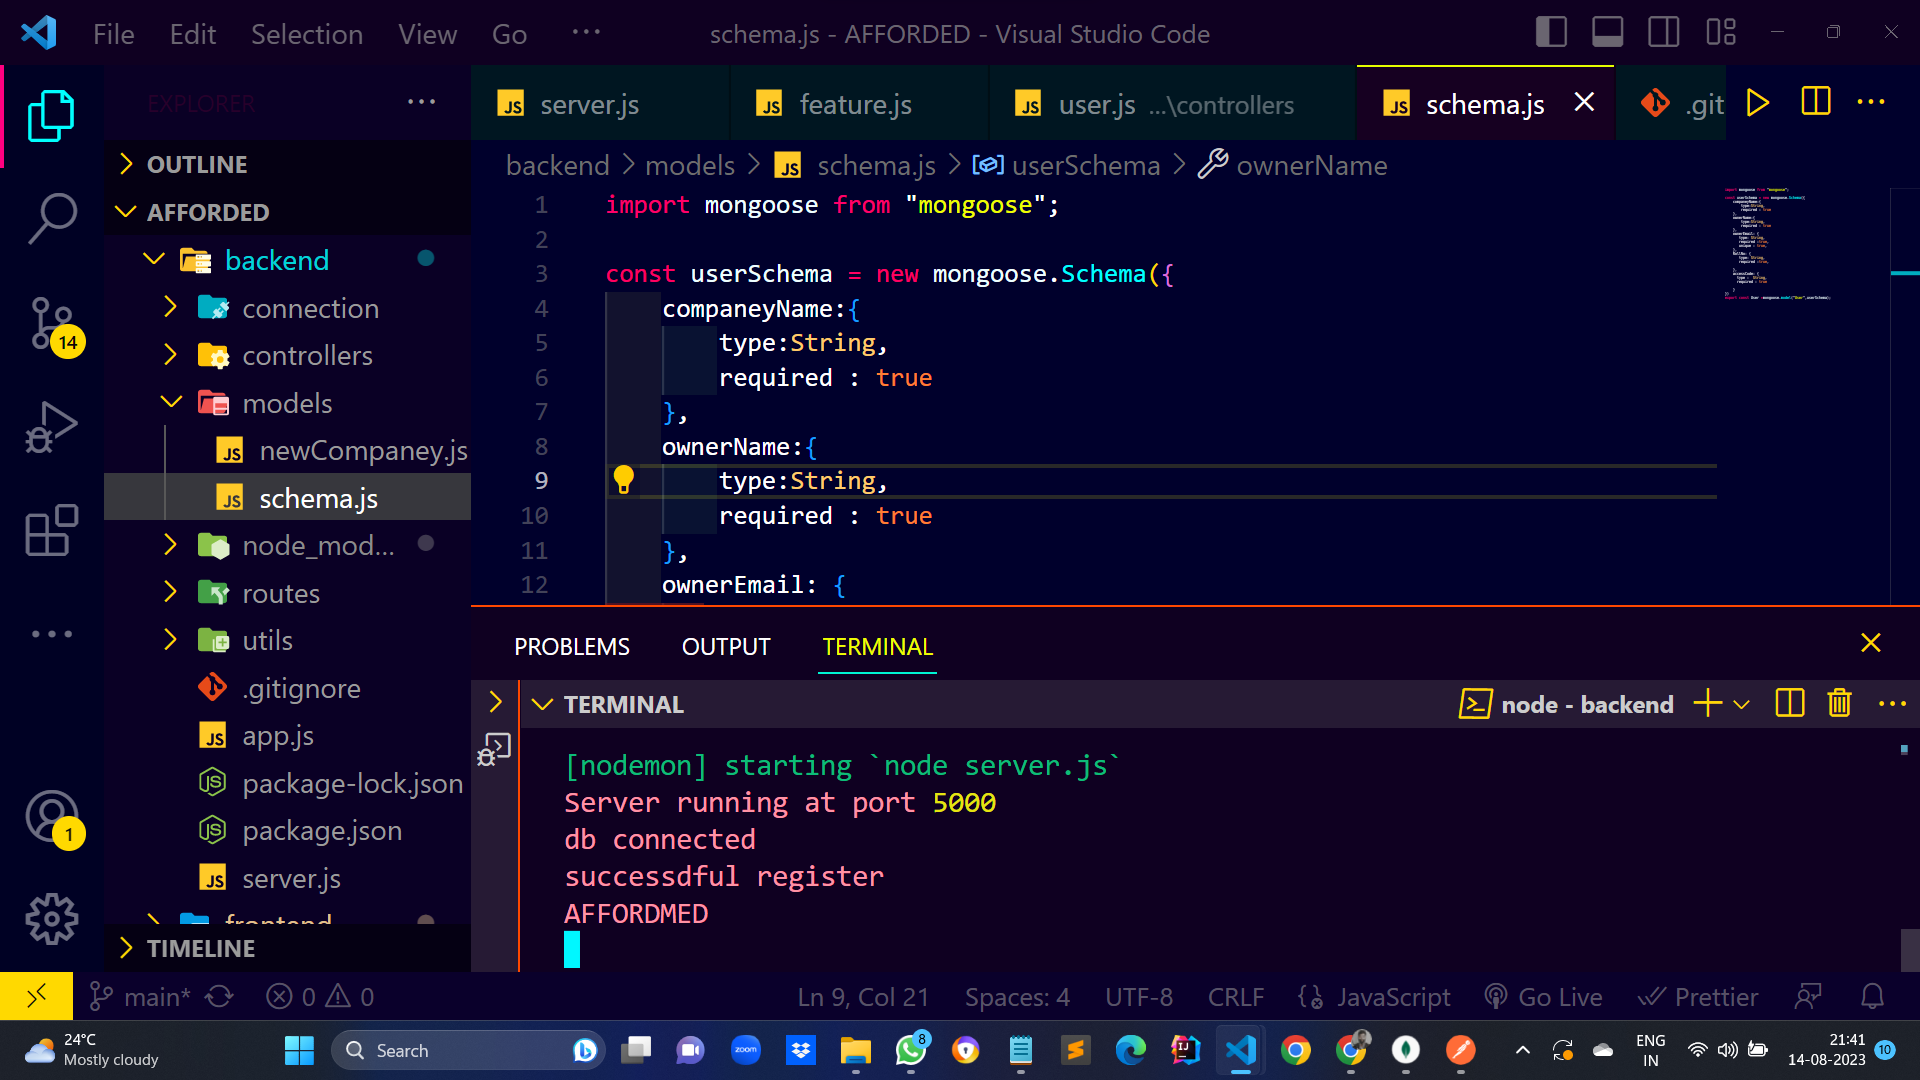 File Edit Selection View Go ··· schema.js - AFFORDED - Visual Studio Code
EXPLORER ···
server.js feature.js user.js ...\controllers schema.js .git
OUTLINE
AFFORDED
backend
connection
controllers
models
newCompaney.js
schema.js
node_mod...
routes
utils
.gitignore
app.js
package-lock.json
package.json
server.js
frontend
TIMELINE
14
1
backend > models > JS schema.js > userSchema > ownerName
1 import mongoose from "mongoose";
2
3 const userSchema = new mongoose.Schema({
4 companeyName:{
5 type:String,
6 required : true
7 },
8 ownerName:{
9 type:String,
10 required : true
11 },
12 ownerEmail: {
PROBLEMS OUTPUT TERMINAL
TERMINAL node - backend
[nodemon] starting `node server.js`
Server running at port 5000
db connected
successdful register
AFFORDMED
main* 0 0 Ln 9, Col 21 Spaces: 4 UTF-8 CRLF JavaScript Go Live Prettier
24°C
Mostly cloudy
Search
zoom
8
ENG
IN
21:41
14-08-2023
10